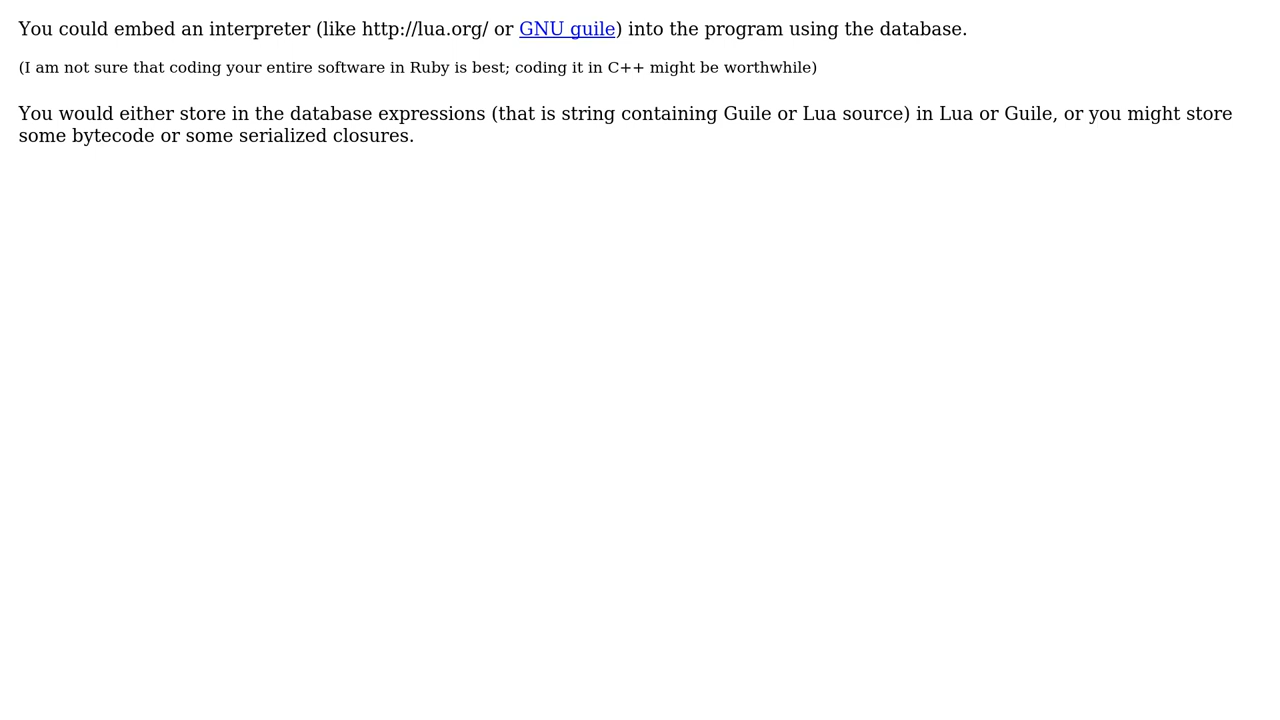 You could embed an interpreter (like http://lua.org/ or GNU guile) into the program using the database.
(I am not sure that coding your entire software in Ruby is best; coding it in C++ might be worthwhile)
You would either store in the database expressions (that is string containing Guile or Lua source) in Lua or Guile, or you might store
some bytecode or some serialized closures.